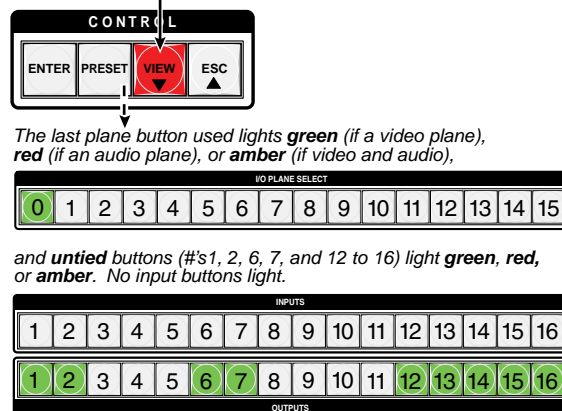 CONTROL
ENTER PRESET VIEW ESC
The last plane button used lights green (if a video plane),
red (if an audio plane), or amber (if video and audio),
I/O PLANE SELECT
0 1 2 3 4 5 6 7 8 9 10 11 12 13 14 15
and untied buttons (#'s1, 2, 6, 7, and 12 to 16) light green, red,
or amber.  No input buttons light.
INPUTS
1 2 3 4 5 6 7 8 9 10 11 12 13 14 15 16
1 2 3 4 5 6 7 8 9 10 11 12 13 14 15 16
OUTPUTS